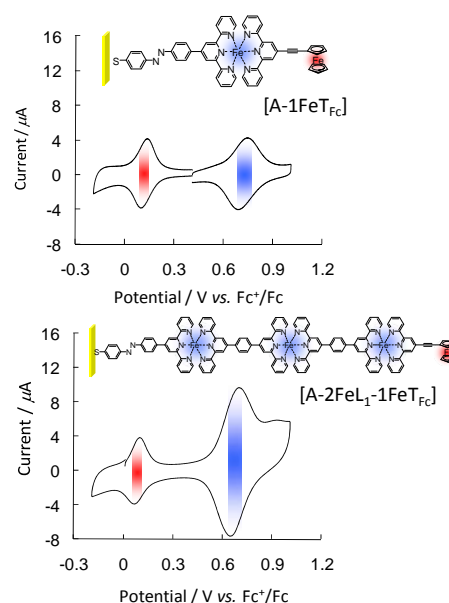 16
12
8
4
0
-4
-8
Current / μA
S
N
N
N
N
N
Fe
N
N
N
Fe
[A-1FeT_Fc]
-0.3 0 0.3 0.6 0.9 1.2
Potential / V vs. Fc⁺/Fc
16
12
8
4
0
-4
-8
Current / μA
S
N
N
[A-2FeL₁-1FeT_Fc]
-0.3 0 0.3 0.6 0.9 1.2
Potential / V vs. Fc⁺/Fc